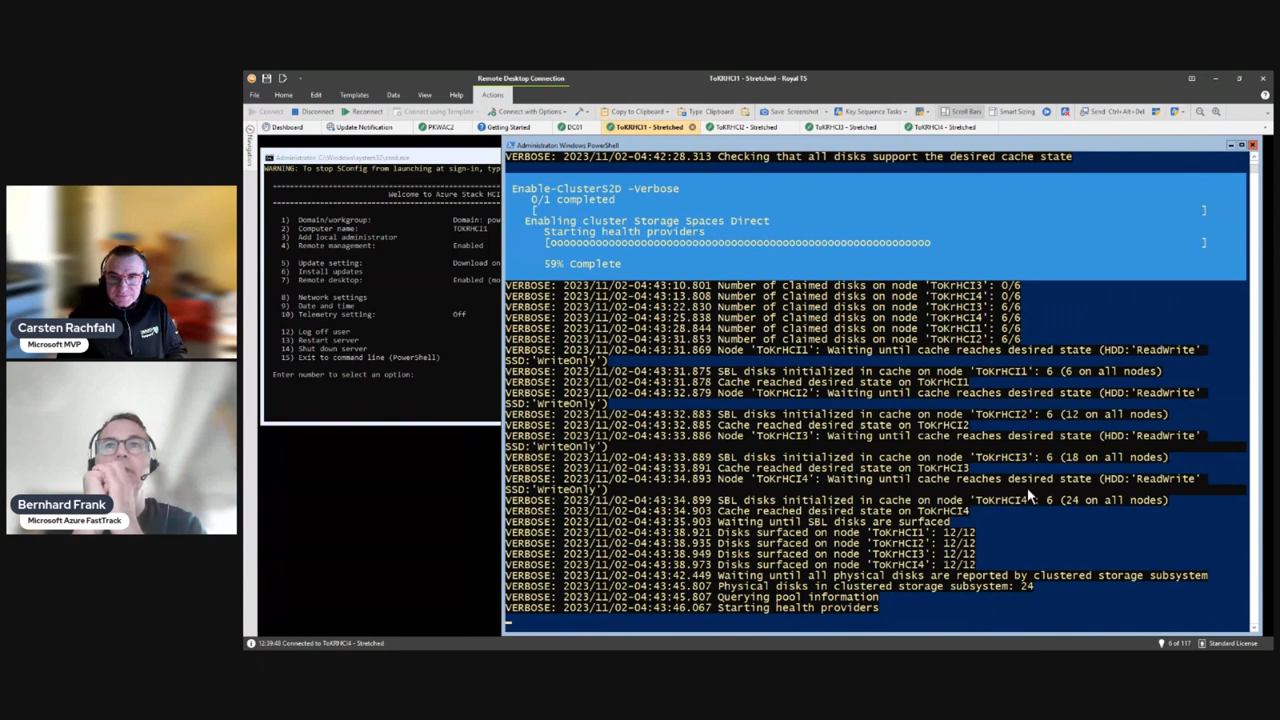 Remote Desktop Connection
ToKRHCI1 - Stretched - Royal TS
File Home Edit Templates Data View Help Actions
Connect Disconnect Reconnect Connect using Template Connect with Options Copy to Clipboard Type Clipboard Save Screenshot Key Sequence Tasks Scroll Bars Smart Sizing Send Ctrl+Alt+Del
Navigation
Dashboard Update Notification PKWAC2 Getting Started DC01 ToKRHCI1 - Stretched ToKRHCI2 - Stretched ToKRHCI3 - Stretched ToKRHCI4 - Stretched
Administrator: C:\Windows\system32\cmd.exe
WARNING: To stop SConfig from launching at sign-in, typ
Welcome to Azure Stack HCI
1) Domain/workgroup: Domain: pow
2) Computer name: TOKRHCI1
3) Add local administrator
4) Remote management: Enabled
5) Update setting: Download on
6) Install updates
7) Remote desktop: Enabled (mo
8) Network settings
9) Date and time
10) Telemetry setting: Off
12) Log off user
13) Restart server
14) Shut down server
15) Exit to command line (PowerShell)
Enter number to select an option:
Administrator: Windows PowerShell
VERBOSE: 2023/11/02-04:42:28.313 Checking that all disks support the desired cache state
Enable-ClusterS2D -Verbose
0/1 completed
[ ]
Enabling cluster Storage Spaces Direct
Starting health providers
[ooooooooooooooooooooooooooooooooooooooooooooooooooooooooooo ]
59% Complete
VERBOSE: 2023/11/02-04:43:10.801 Number of claimed disks on node 'ToKrHCI3': 0/6
VERBOSE: 2023/11/02-04:43:13.808 Number of claimed disks on node 'ToKrHCI4': 0/6
VERBOSE: 2023/11/02-04:43:22.830 Number of claimed disks on node 'ToKrHCI3': 6/6
VERBOSE: 2023/11/02-04:43:25.838 Number of claimed disks on node 'ToKrHCI4': 6/6
VERBOSE: 2023/11/02-04:43:28.844 Number of claimed disks on node 'ToKrHCI1': 6/6
VERBOSE: 2023/11/02-04:43:31.853 Number of claimed disks on node 'ToKrHCI2': 6/6
VERBOSE: 2023/11/02-04:43:31.869 Node 'ToKrHCI1': Waiting until cache reaches desired state (HDD:'ReadWrite'
SSD:'WriteOnly')
VERBOSE: 2023/11/02-04:43:31.875 SBL disks initialized in cache on node 'ToKrHCI1': 6 (6 on all nodes)
VERBOSE: 2023/11/02-04:43:31.878 Cache reached desired state on ToKrHCI1
VERBOSE: 2023/11/02-04:43:32.879 Node 'ToKrHCI2': Waiting until cache reaches desired state (HDD:'ReadWrite'
SSD:'WriteOnly')
VERBOSE: 2023/11/02-04:43:32.883 SBL disks initialized in cache on node 'ToKrHCI2': 6 (12 on all nodes)
VERBOSE: 2023/11/02-04:43:32.885 Cache reached desired state on ToKrHCI2
VERBOSE: 2023/11/02-04:43:33.886 Node 'ToKrHCI3': Waiting until cache reaches desired state (HDD:'ReadWrite'
SSD:'WriteOnly')
VERBOSE: 2023/11/02-04:43:33.889 SBL disks initialized in cache on node 'ToKrHCI3': 6 (18 on all nodes)
VERBOSE: 2023/11/02-04:43:33.891 Cache reached desired state on ToKrHCI3
VERBOSE: 2023/11/02-04:43:34.893 Node 'ToKrHCI4': Waiting until cache reaches desired state (HDD:'ReadWrite'
SSD:'WriteOnly')
VERBOSE: 2023/11/02-04:43:34.899 SBL disks initialized in cache on node 'ToKrHCI4': 6 (24 on all nodes)
VERBOSE: 2023/11/02-04:43:34.903 Cache reached desired state on ToKrHCI4
VERBOSE: 2023/11/02-04:43:35.903 Waiting until SBL disks are surfaced
VERBOSE: 2023/11/02-04:43:38.921 Disks surfaced on node 'ToKrHCI1': 12/12
VERBOSE: 2023/11/02-04:43:38.935 Disks surfaced on node 'ToKrHCI2': 12/12
VERBOSE: 2023/11/02-04:43:38.949 Disks surfaced on node 'ToKrHCI3': 12/12
VERBOSE: 2023/11/02-04:43:38.973 Disks surfaced on node 'ToKrHCI4': 12/12
VERBOSE: 2023/11/02-04:43:42.449 Waiting until all physical disks are reported by clustered storage subsystem
VERBOSE: 2023/11/02-04:43:45.807 Physical disks in clustered storage subsystem: 24
VERBOSE: 2023/11/02-04:43:45.807 Querying pool information
VERBOSE: 2023/11/02-04:43:46.067 Starting health providers
Carsten Rachfahl
Microsoft MVP
Bernhard Frank
Microsoft Azure FastTrack
12:39:48 Connected to ToKRHCI4 - Stretched
6 of 117 Standard License